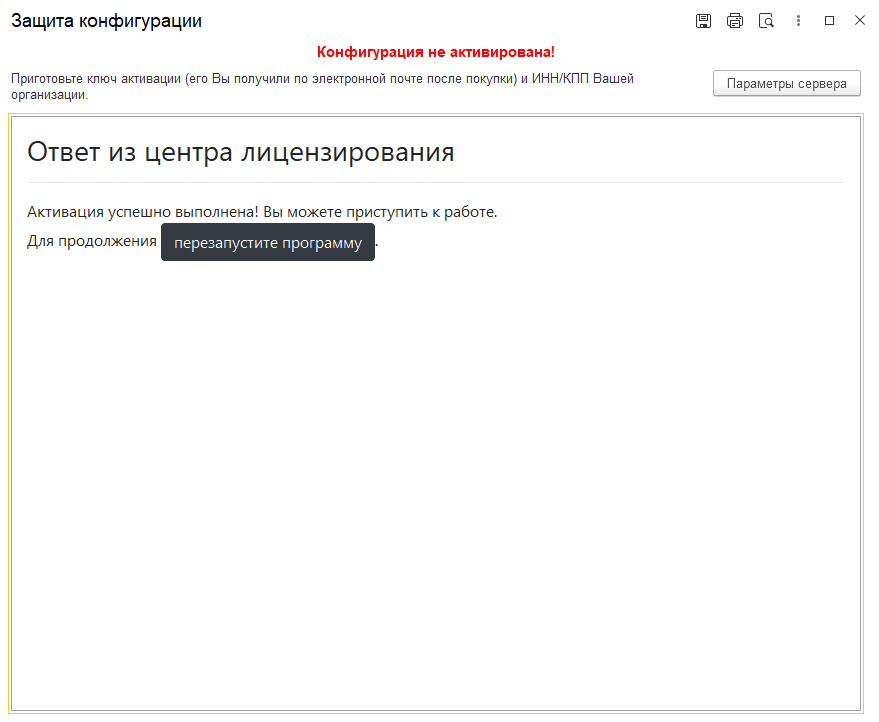 Защита конфигурации
Конфигурация не активирована!
Приготовьте ключ активации (его Вы получили по электронной почте после покупки) и ИНН/КПП Вашей
организации.
Параметры сервера
Ответ из центра лицензирования
Активация успешно выполнена! Вы можете приступить к работе.
Для продолжения перезапустите программу.